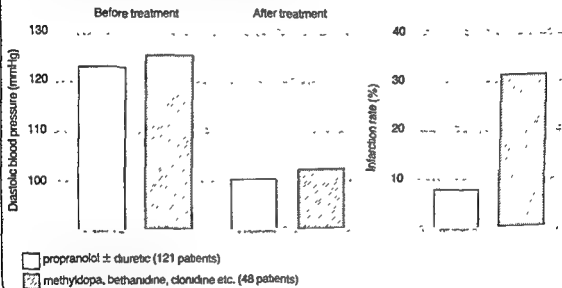 Before treatment After treatment
Diastolic blood pressure (mmHg)
130
120
110
100
Infarction rate (%)
40
30
20
10
propranolol ± diuretic (121 patients)
methyldopa, bethanidine, clonidine etc. (48 patients)